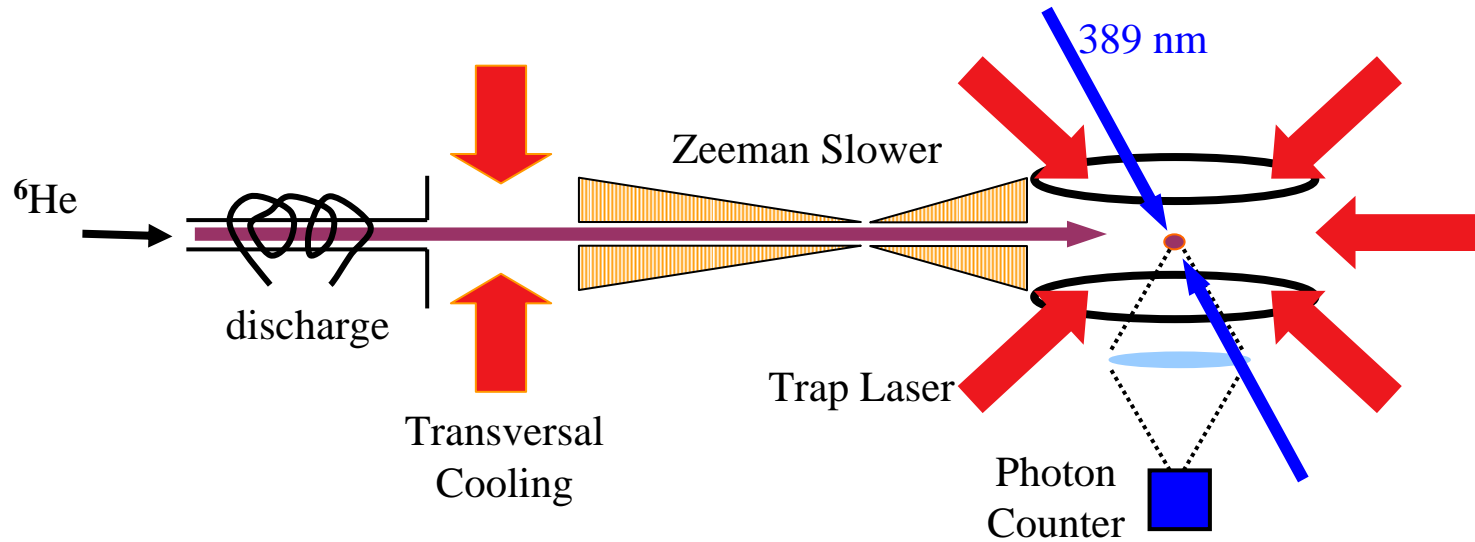 389 nm
Zeeman Slower
⁶He
discharge
Trap Laser
Transversal
Cooling
Photon
Counter